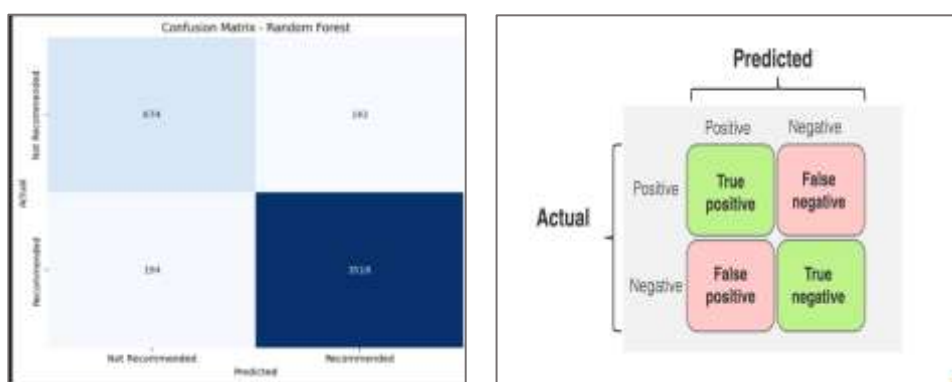 Confusion Matrix - Random Forest
Not Recommended
674
Actual
Recommended
194
Not Recommended
Recommended
Predicted
Predicted
Positive
Negative
Actual
Positive
True
positive
False
negative
Negative
False
positive
True
negative